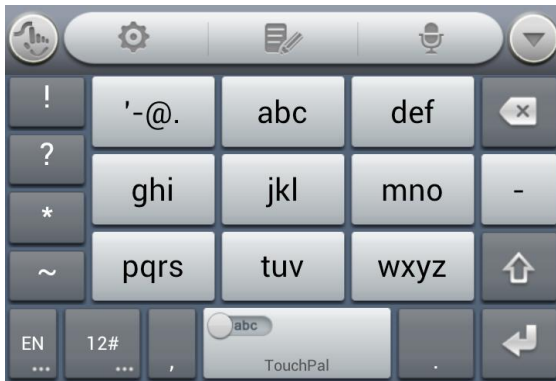 !
'-@.
abc
def
?
ghi
jkl
mno
-
*
~
pqrs
tuv
wxyz
EN
...
12#
...
,
abc
TouchPal
.